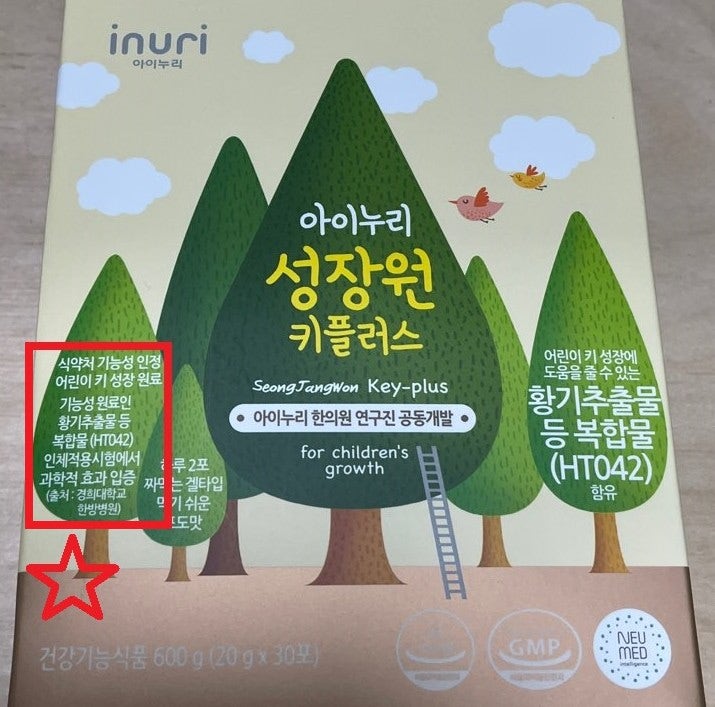 inuri
아이누리
아이누리
성장원
키플러스
SeongJangWon Key-plus
아이누리 한의원 연구진 공동개발
for children's
growth
식약처 기능성 인정
어린이 키 성장 원료
기능성 원료인
황기추출물 등
복합물(HT042)
인체적용시험에서
과학적 효과 입증
(출처 : 경희대학교
한방병원)
하루 2포
짜먹는 겔타입
먹기 쉬운
포도맛
어린이 키 성장에
도움을 줄 수 있는
황기추출물
등 복합물
(HT042)
함유
건강기능식품 600 g (20 g x 30포)
GMP
NEU
MED
intelligence